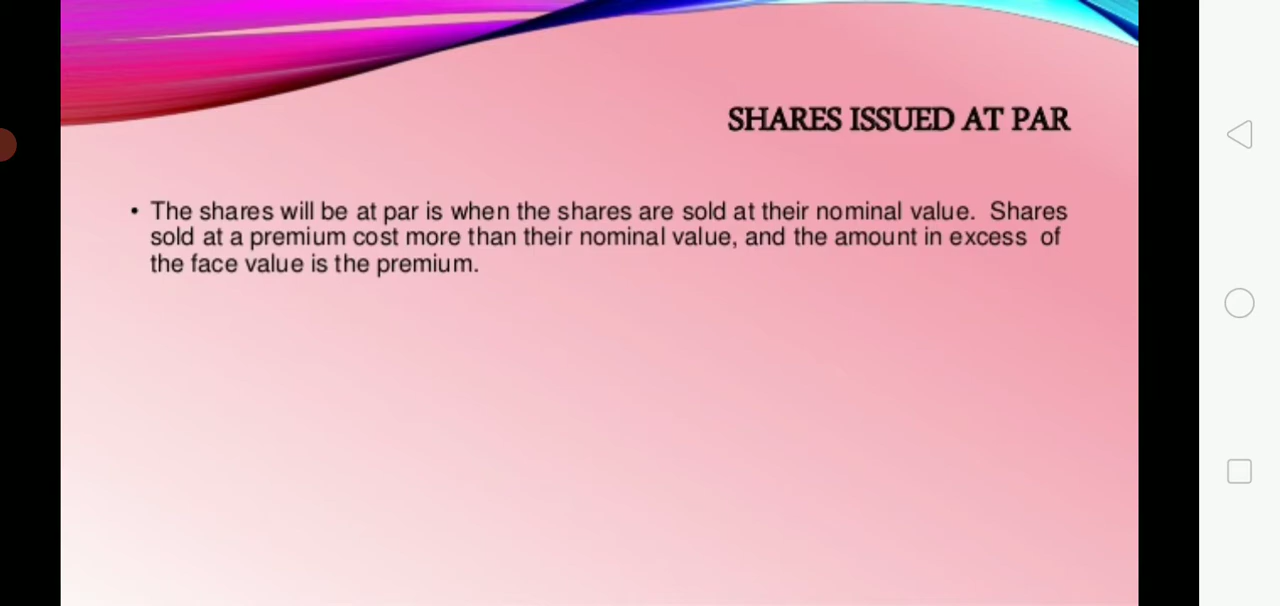 SHARES ISSUED AT PAR
• The shares will be at par is when the shares are sold at their nominal value.  Shares
sold at a premium cost more than their nominal value, and the amount in excess  of
the face value is the premium.